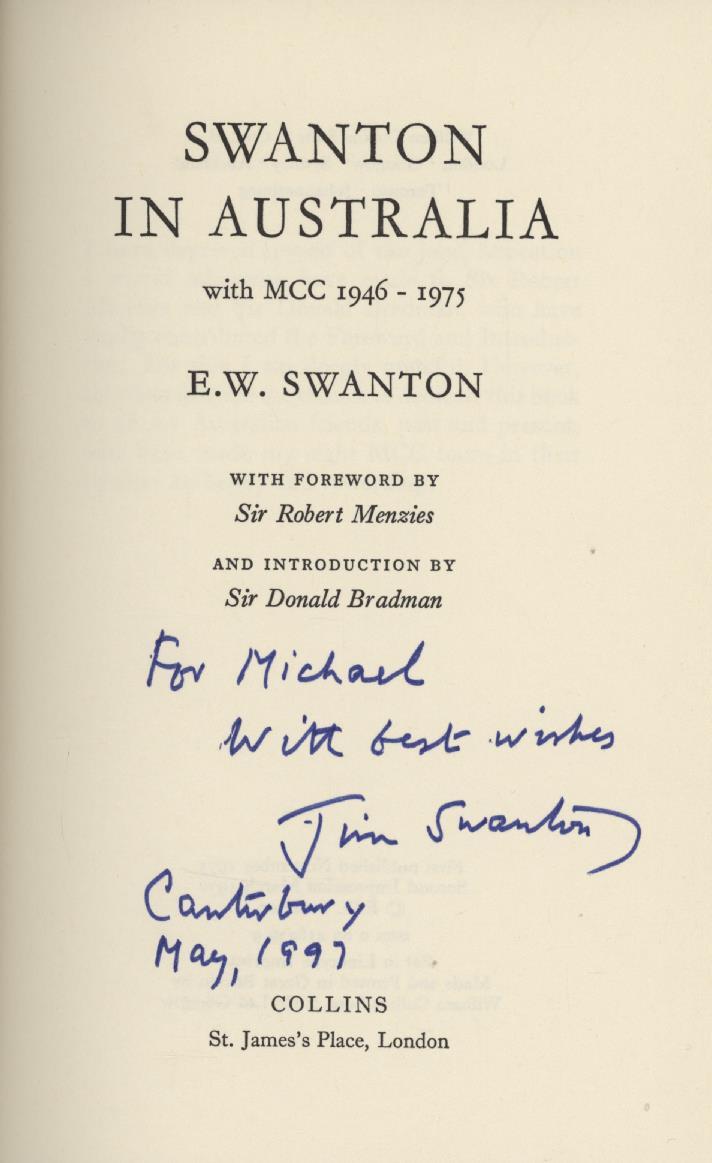 SWANTON
IN AUSTRALIA
with MCC 1946 - 1975
E.W. SWANTON
WITH FOREWORD BY
Sir Robert Menzies
AND INTRODUCTION BY
Sir Donald Bradman
For Michael
With best wishes
Jim Swanton
Canterbury
May, 1997
COLLINS
St. James's Place, London